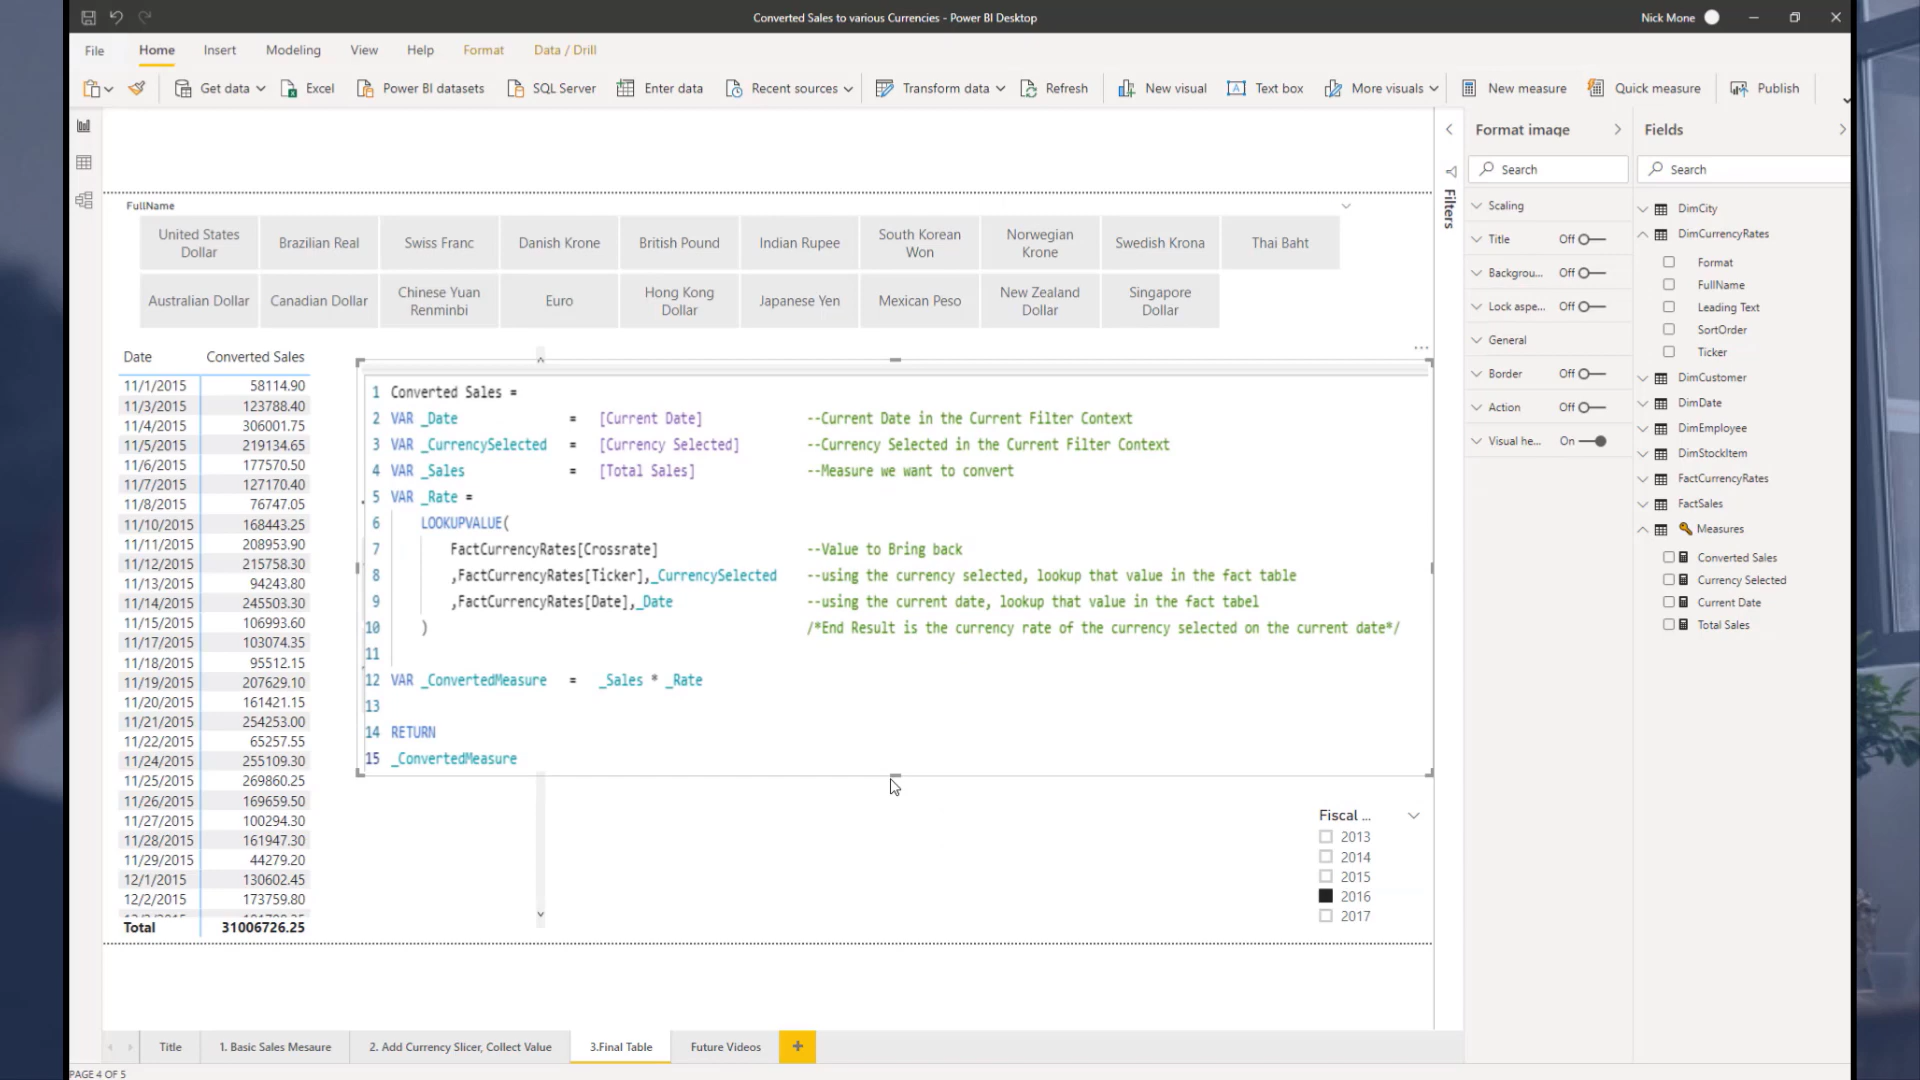 Converted Sales to various Currencies - Power BI Desktop
Nick Mone
File Home Insert Modeling View Help Format Data / Drill
Get data Excel Power BI datasets SQL Server Enter data Recent sources Transform data Refresh New visual Text box More visuals New measure Quick measure Publish
FullName
United States Dollar
Brazilian Real
Swiss Franc
Danish Krone
British Pound
Indian Rupee
South Korean Won
Norwegian Krone
Swedish Krona
Thai Baht
Australian Dollar
Canadian Dollar
Chinese Yuan Renminbi
Euro
Hong Kong Dollar
Japanese Yen
Mexican Peso
New Zealand Dollar
Singapore Dollar
Date Converted Sales
11/1/2015 58114.90
11/3/2015 123788.40
11/4/2015 306001.75
11/5/2015 219134.65
11/6/2015 177570.50
11/7/2015 127170.40
11/8/2015 76747.05
11/10/2015 168443.25
11/11/2015 208953.90
11/12/2015 215758.30
11/13/2015 94243.80
11/14/2015 245503.30
11/15/2015 106993.60
11/17/2015 103074.35
11/18/2015 95512.15
11/19/2015 207629.10
11/20/2015 161421.15
11/21/2015 254253.00
11/22/2015 65257.55
11/24/2015 255109.30
11/25/2015 269860.25
11/26/2015 169659.50
11/27/2015 100294.30
11/28/2015 161947.30
11/29/2015 44279.20
12/1/2015 130602.45
12/2/2015 173759.80
Total 31006726.25
1 Converted Sales =
2 VAR _Date = [Current Date] --Current Date in the Current Filter Context
3 VAR _CurrencySelected = [Currency Selected] --Currency Selected in the Current Filter Context
4 VAR _Sales = [Total Sales] --Measure we want to convert
5 VAR _Rate =
6 LOOKUPVALUE(
7 FactCurrencyRates[Crossrate] --Value to Bring back
8 ,FactCurrencyRates[Ticker],_CurrencySelected --using the currency selected, lookup that value in the fact table
9 ,FactCurrencyRates[Date],_Date --using the current date, lookup that value in the fact tabel
10 ) /*End Result is the currency rate of the currency selected on the current date*/
11
12 VAR _ConvertedMeasure = _Sales * _Rate
13
14 RETURN
15 _ConvertedMeasure
Fiscal ...
2013
2014
2015
2016
2017
Filters
Format image
Search
Scaling
Title Off
Backgrou... Off
Lock aspe... Off
General
Border Off
Action Off
Visual he... On
Fields
Search
DimCity
DimCurrencyRates
Format
FullName
Leading Text
SortOrder
Ticker
DimCustomer
DimDate
DimEmployee
DimStockItem
FactCurrencyRates
FactSales
Measures
Converted Sales
Currency Selected
Current Date
Total Sales
Title 1. Basic Sales Mesaure 2. Add Currency Slicer, Collect Value 3.Final Table Future Videos +
PAGE 4 OF 5